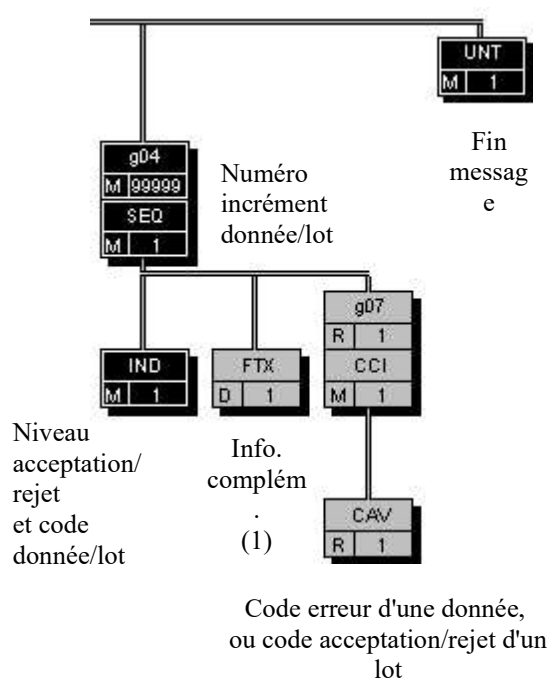 UNT
M 1
Fin
messag
e
g04
M 99999
SEQ
M 1
Numéro
incrément
donnée/lot
g07
R 1
CCI
M 1
IND
M 1
FTX
D 1
Niveau
acceptation/
rejet
et code
donnée/lot
Info.
complém
.
(1)
CAV
R 1
Code erreur d'une donnée,
ou code acceptation/rejet d'un
lot